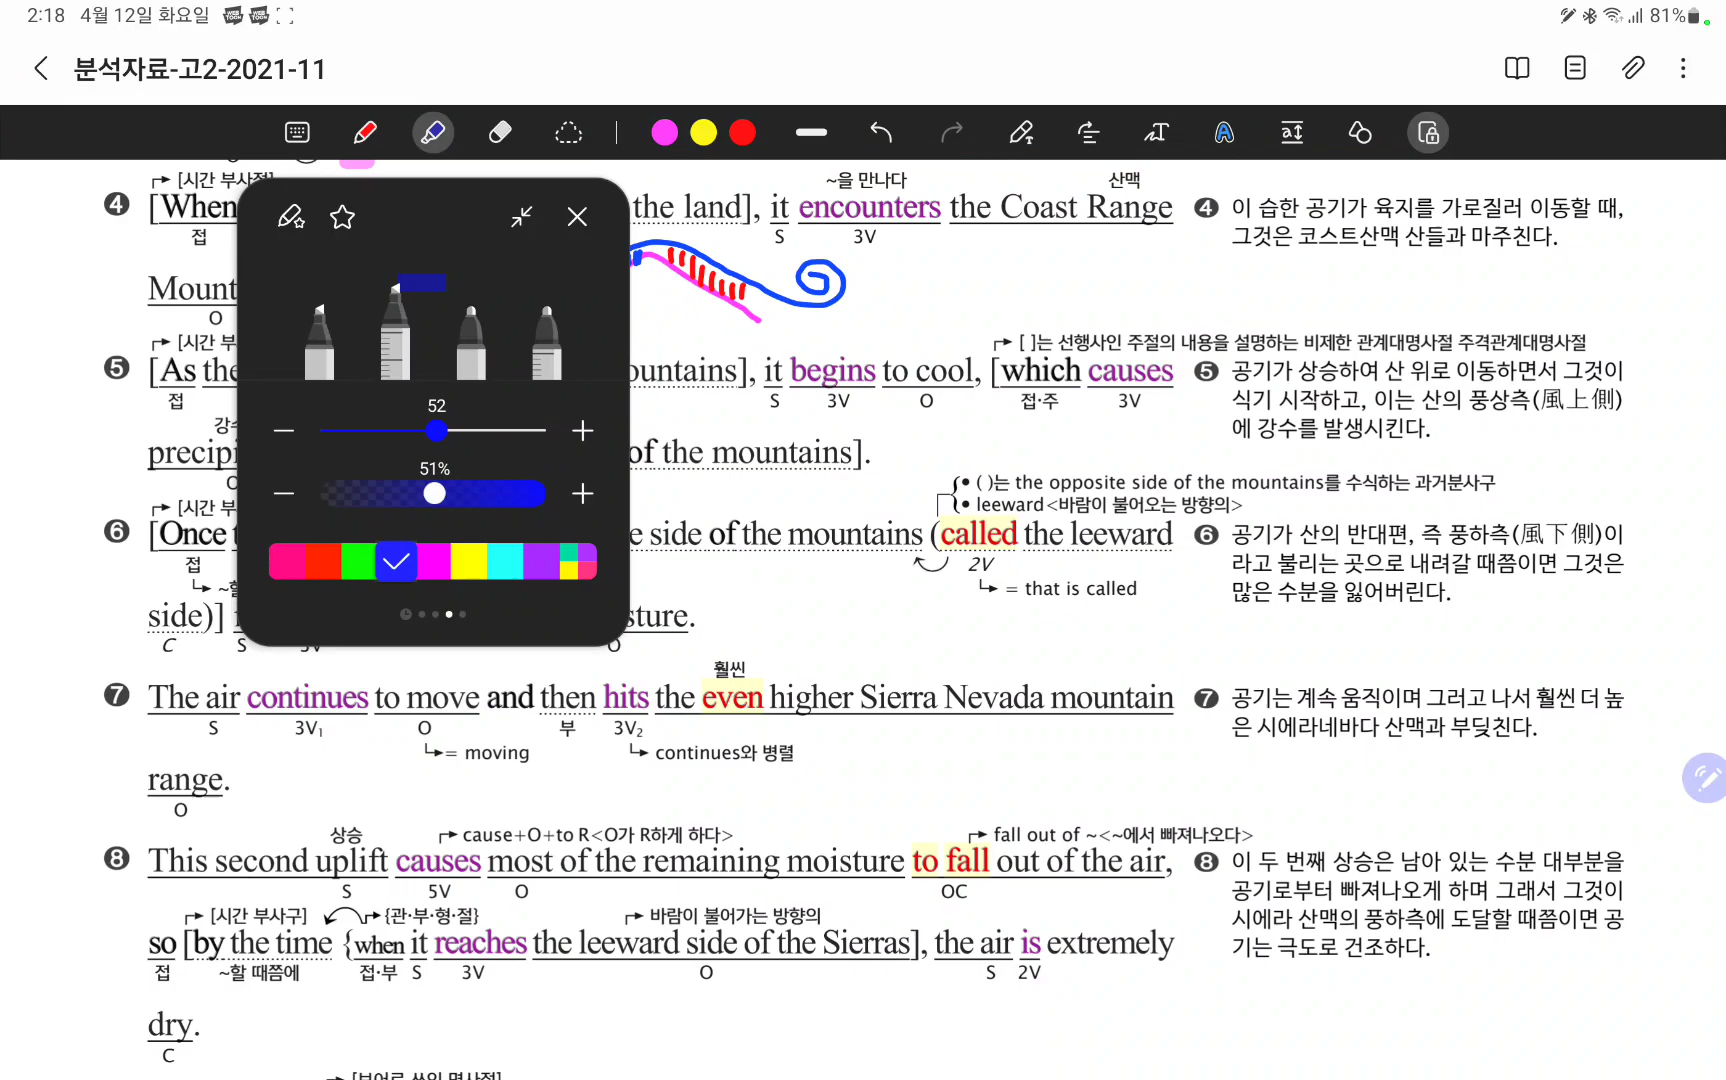 2:18 4월 12일 화요일 81%
분석자료-고2-2021-11
[시간 부사절] ~을 만나다 산맥
④ [When the land], it encounters the Coast Range ④ 이 습한 공기가 육지를 가로질러 이동할 때,
접 S 3V 그것은 코스트산맥 산들과 마주친다.
Mount
O
[시간 부 [ ]는 선행사인 주절의 내용을 설명하는 비제한 관계대명사절 주격관계대명사절
⑤ [As the ountains], it begins to cool, [which causes ⑤ 공기가 상승하여 산 위로 이동하면서 그것이
접 S 3V O 접·주 3V 식기 시작하고, 이는 산의 풍상측(風上側)
강수 에 강수를 발생시킨다.
precipi of the mountains].
52
51%
• ( )는 the opposite side of the mountains를 수식하는 과거분사구
[시간 부 • leeward<바람이 불어오는 방향의>
⑥ [Once e side of the mountains (called the leeward ⑥ 공기가 산의 반대편, 즉 풍하측(風下側)이
접 2V 라고 불리는 곳으로 내려갈 때쯤이면 그것은
= that is called 많은 수분을 잃어버린다.
side)] sture.
C S 3V O
훨씬
⑦ The air continues to move and then hits the even higher Sierra Nevada mountain ⑦ 공기는 계속 움직이며 그러고 나서 훨씬 더 높
S 3V₁ O 부 3V₂ 은 시에라네바다 산맥과 부딪친다.
= moving continues와 병렬
range.
O
상승 cause+O+to R<O가 R하게 하다> fall out of ~<~에서 빠져나오다>
⑧ This second uplift causes most of the remaining moisture to fall out of the air, ⑧ 이 두 번째 상승은 남아 있는 수분 대부분을
S 5V O OC 공기로부터 빠져나오게 하며 그래서 그것이
[시간 부사구] {관·부·형·절} 바람이 불어가는 방향의 시에라 산맥의 풍하측에 도달할 때쯤이면 공
so [by the time {when it reaches the leeward side of the Sierras], the air is extremely 기는 극도로 건조하다.
접 ~할 때쯤에 접·부 S 3V O S 2V
dry.
C